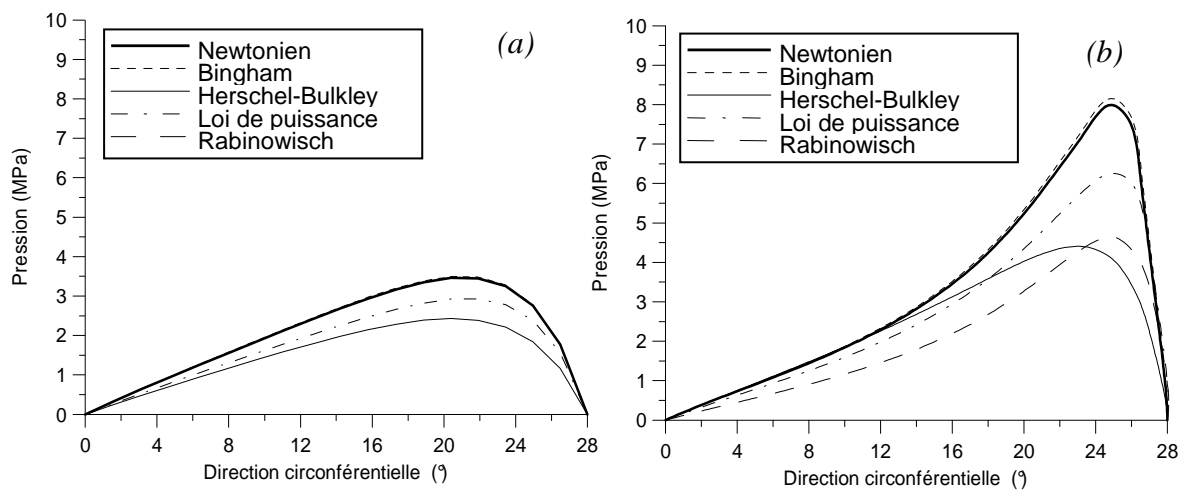 (a)
Newtonien
Bingham
Herschel-Bulkley
Loi de puissance
Rabinowisch
Pression (MPa)
10
9
8
7
6
5
4
3
2
1
0
0 4 8 12 16 20 24 28
Direction circonférentielle (°)
(b)
Newtonien
Bingham
Herschel-Bulkley
Loi de puissance
Rabinowisch
Pression (MPa)
10
9
8
7
6
5
4
3
2
1
0
0 4 8 12 16 20 24 28
Direction circonférentielle (°)